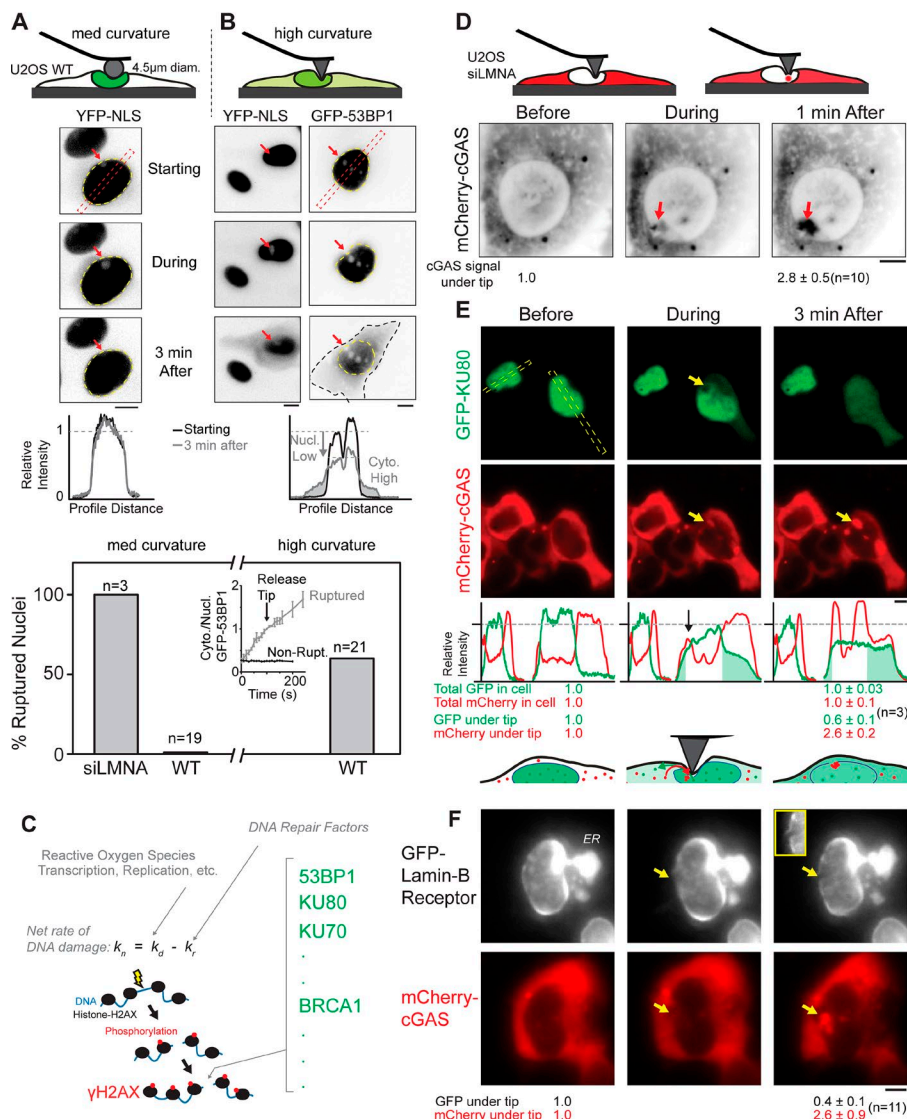 A
med curvature
U2OS WT
4.5µm diam.
YFP-NLS
Starting
During
3 min
After
Relative
Intensity
1
0
Profile Distance
Starting
3 min after
B
high curvature
YFP-NLS
GFP-53BP1
Nucl.
Low
Cyto.
High
Profile Distance
med curvature
high curvature
% Ruptured Nuclei
100
50
0
n=3
n=19
n=21
siLMNA
WT
WT
Cyto./Nucl.
GFP-53BP1
2
1
0
Release
Tip
Ruptured
Non-Rupt.
0
200
Time (s)
C
DNA Repair Factors
Reactive Oxygen Species
Transcription, Replication, etc.
Net rate of
DNA damage: kn = kd - kr
DNA
Histone-H2AX
Phosphorylation
γH2AX
53BP1
KU80
KU70
.
.
.
BRCA1
.
.
.
D
U2OS
siLMNA
Before
During
1 min After
mCherry-cGAS
cGAS signal
under tip
1.0
2.8 ± 0.5(n=10)
E
Before
During
3 min After
GFP-KU80
mCherry-cGAS
Relative
Intensity
Total GFP in cell 1.0 1.0 ± 0.03
Total mCherry in cell 1.0 1.0 ± 0.1
(n=3)
GFP under tip 1.0 0.6 ± 0.1
mCherry under tip 1.0 2.6 ± 0.2
F
GFP-
Lamin-B
Receptor
ER
mCherry-
cGAS
GFP under tip 1.0 0.4 ± 0.1
(n=11)
mCherry under tip 1.0 2.6 ± 0.9